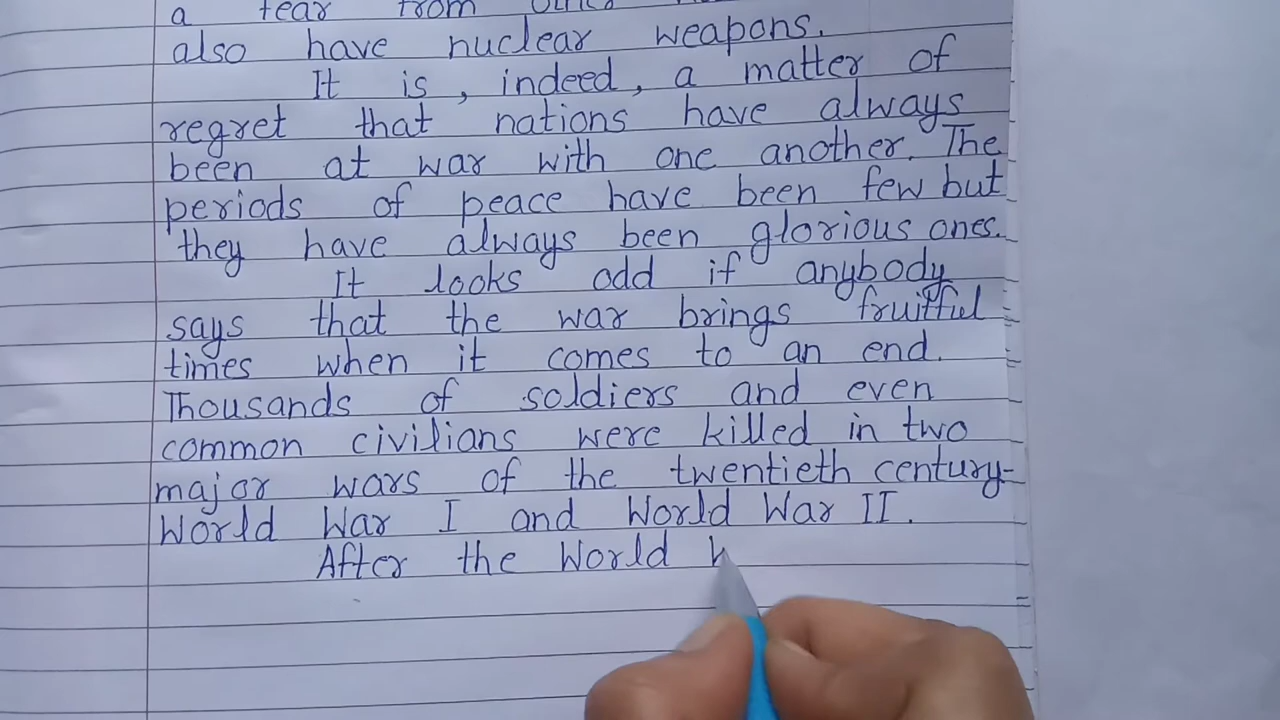 a fear from
also have nuclear weapons.
It is, indeed, a matter of
regret that nations have always
been at war with one another. The
periods of peace have been few but
they have always been glorious ones.
It looks odd if anybody
says that the war brings fruitful
times when it comes to an end.
Thousands of soldiers and even
common civilians were killed in two
major wars of the twentieth century-
World War I and World War II.
After the World